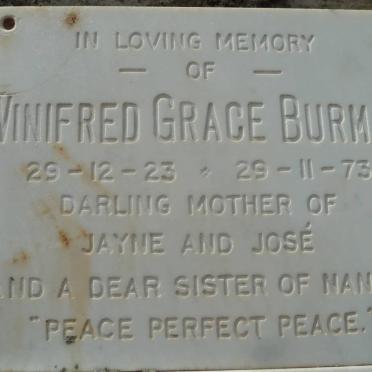 IN LOVING MEMORY
— OF —
WINIFRED GRACE BURM
29-12-23 * 29-11-73
DARLING MOTHER OF
JAYNE AND JOSÉ
AND A DEAR SISTER OF NAN
"PEACE PERFECT PEACE."